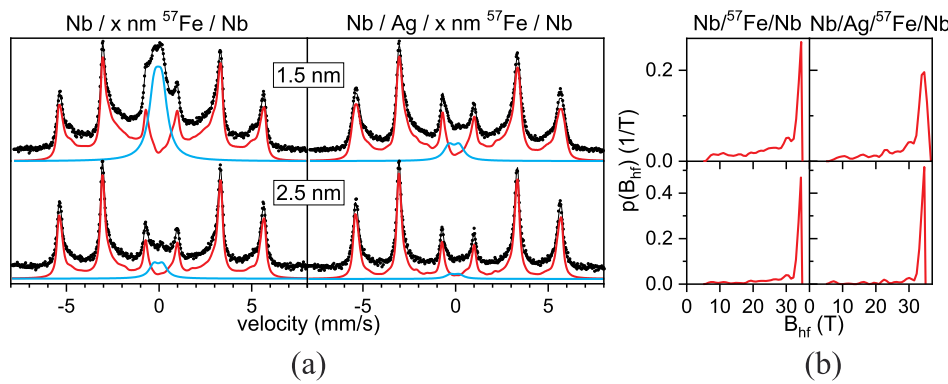 Nb / x nm ⁵⁷Fe / Nb
Nb / Ag / x nm ⁵⁷Fe / Nb
1.5 nm
2.5 nm
-5 0 5 -5 0 5
velocity (mm/s)
(a)
Nb/⁵⁷Fe/Nb
Nb/Ag/⁵⁷Fe/Nb
0.2
0.0
0.4
0.2
0.0
p(B_hf) (1/T)
0 10 20 30 0 10 20 30
B_hf (T)
(b)